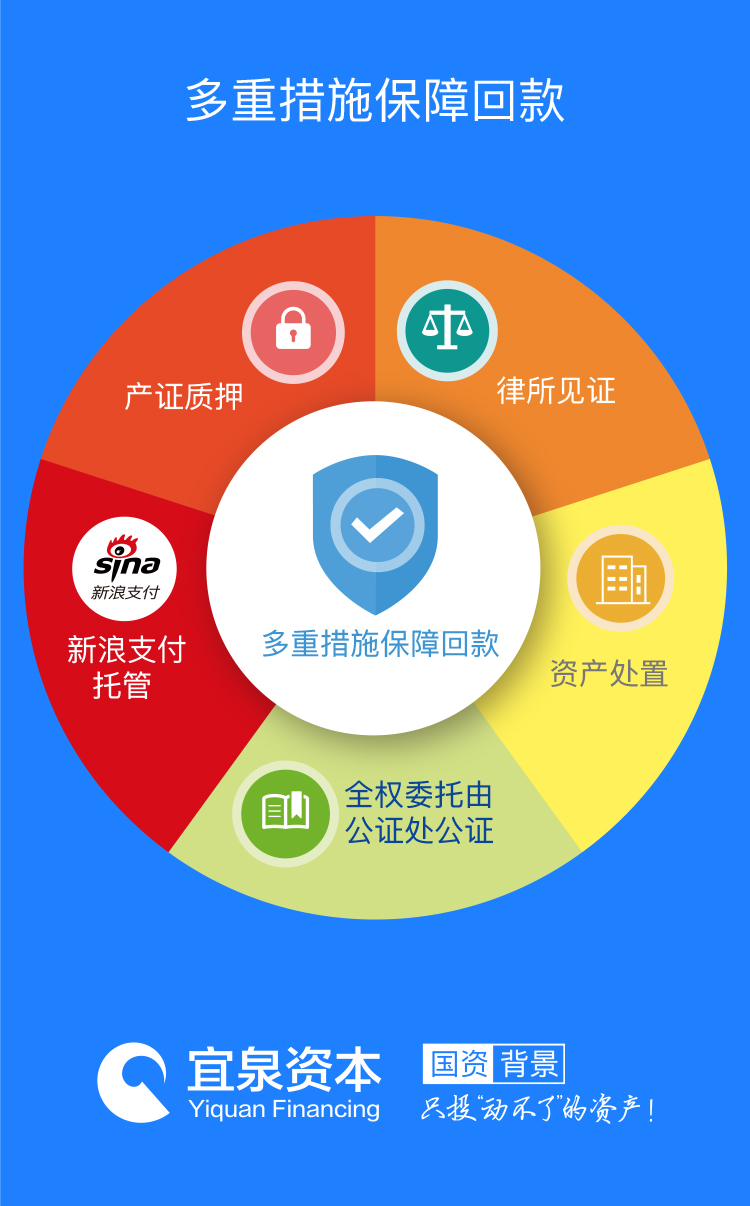 多重措施保障回款
产证质押
律所见证
sina
新浪支付
新浪支付
托管
资产处置
多重措施保障回款
全权委托由
公证处公证
宜泉资本
Yiquan Financing
国资背景
只投“动不了”的资产！